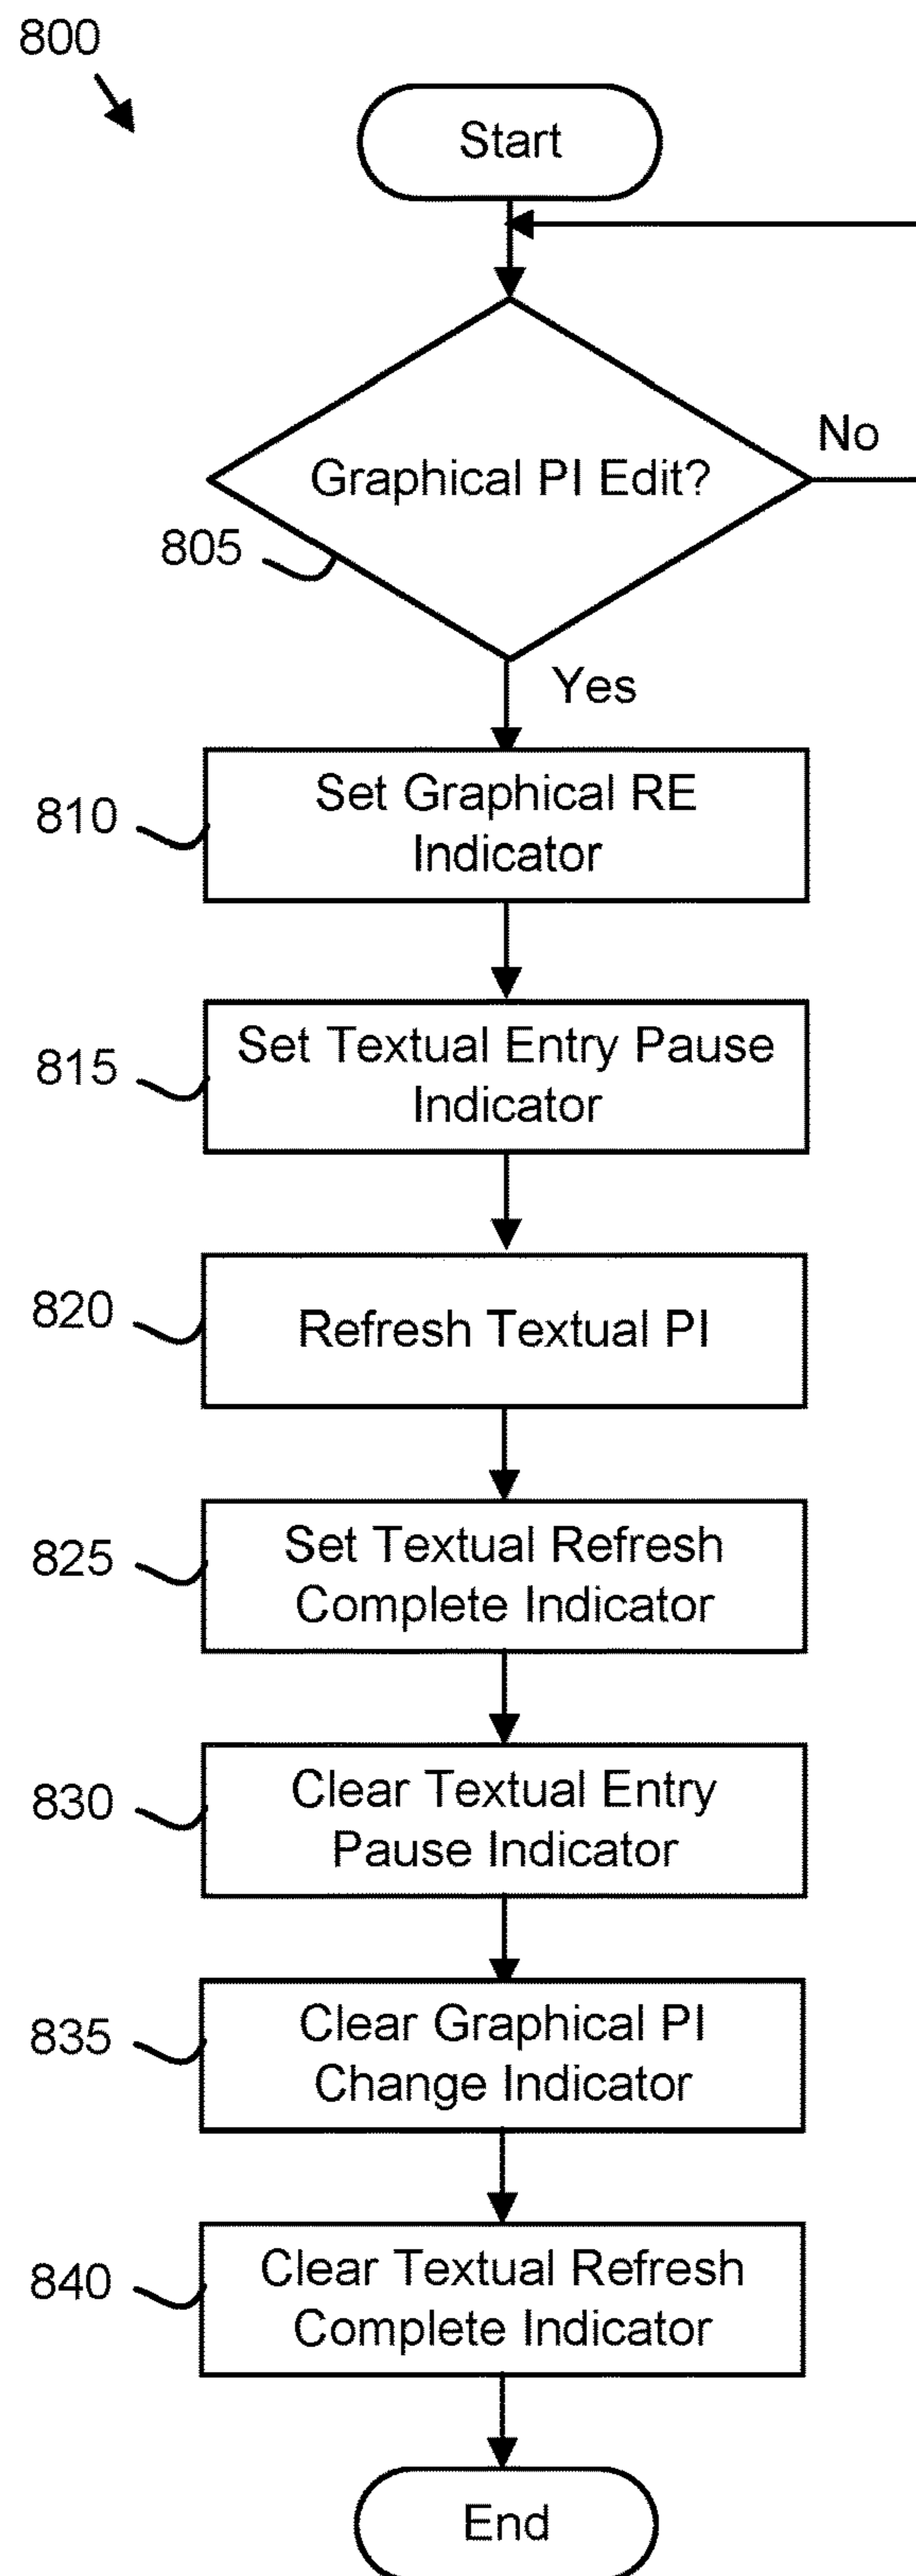 800
Start
Graphical PI Edit?
No
805
Yes
810
Set Graphical RE
Indicator
815
Set Textual Entry Pause
Indicator
820
Refresh Textual PI
825
Set Textual Refresh
Complete Indicator
830
Clear Textual Entry
Pause Indicator
835
Clear Graphical PI
Change Indicator
840
Clear Textual Refresh
Complete Indicator
End